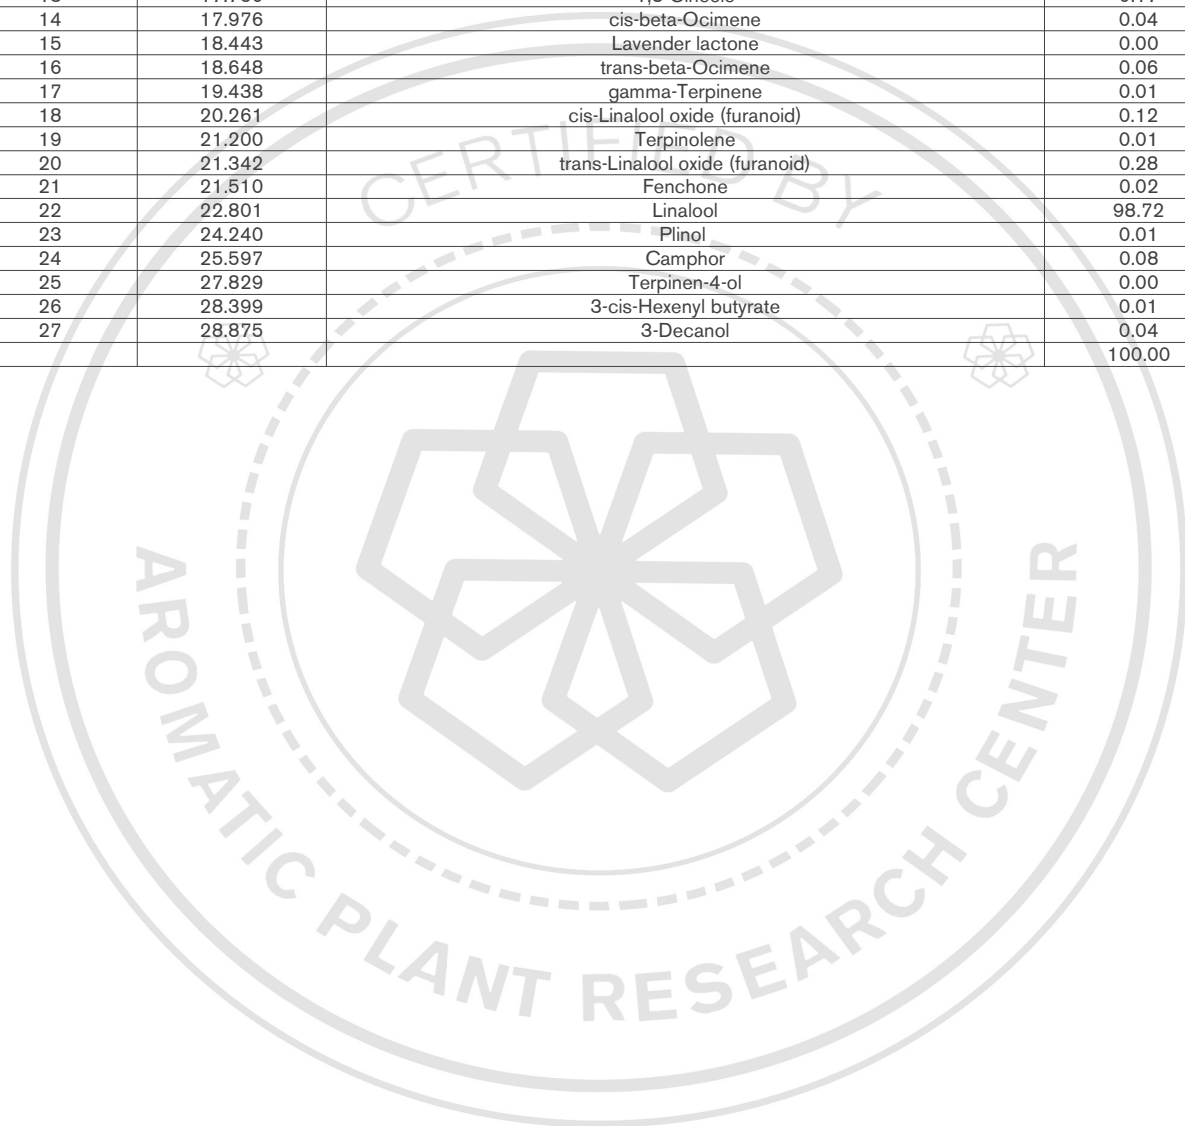 14 17.976 cis-beta-Ocimene 0.04
15 18.443 Lavender lactone 0.00
16 18.648 trans-beta-Ocimene 0.06
17 19.438 gamma-Terpinene 0.01
18 20.261 cis-Linalool oxide (furanoid) 0.12
19 21.200 Terpinolene 0.01
20 21.342 trans-Linalool oxide (furanoid) 0.28
21 21.510 Fenchone 0.02
22 22.801 Linalool 98.72
23 24.240 Plinol 0.01
24 25.597 Camphor 0.08
25 27.829 Terpinen-4-ol 0.00
26 28.399 3-cis-Hexenyl butyrate 0.01
27 28.875 3-Decanol 0.04
100.00
CERTIFIED BY
AROMATIC PLANT RESEARCH CENTER